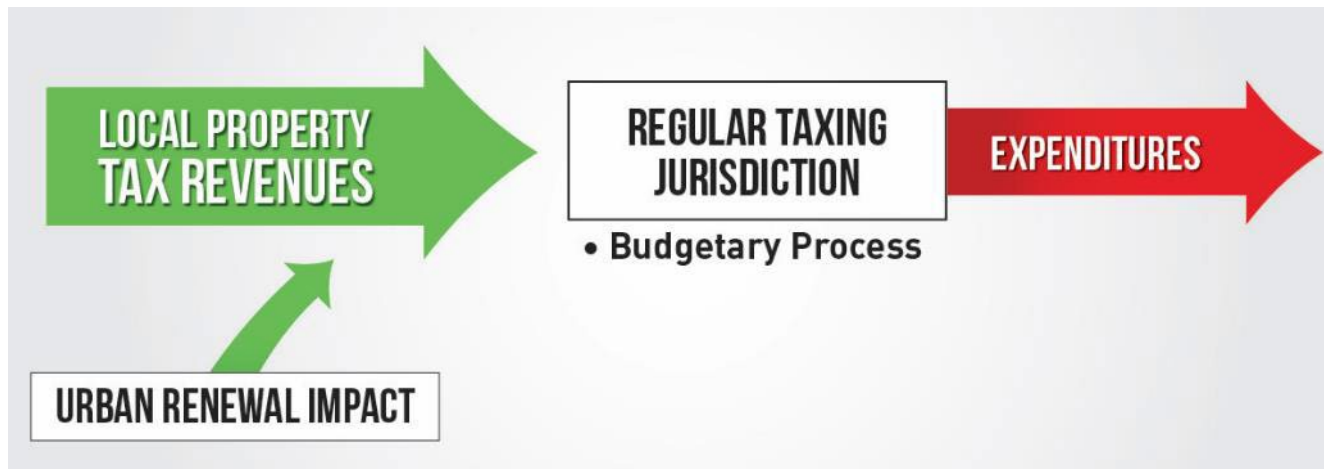 LOCAL PROPERTY
TAX REVENUES
REGULAR TAXING
JURISDICTION
• Budgetary Process
EXPENDITURES
URBAN RENEWAL IMPACT